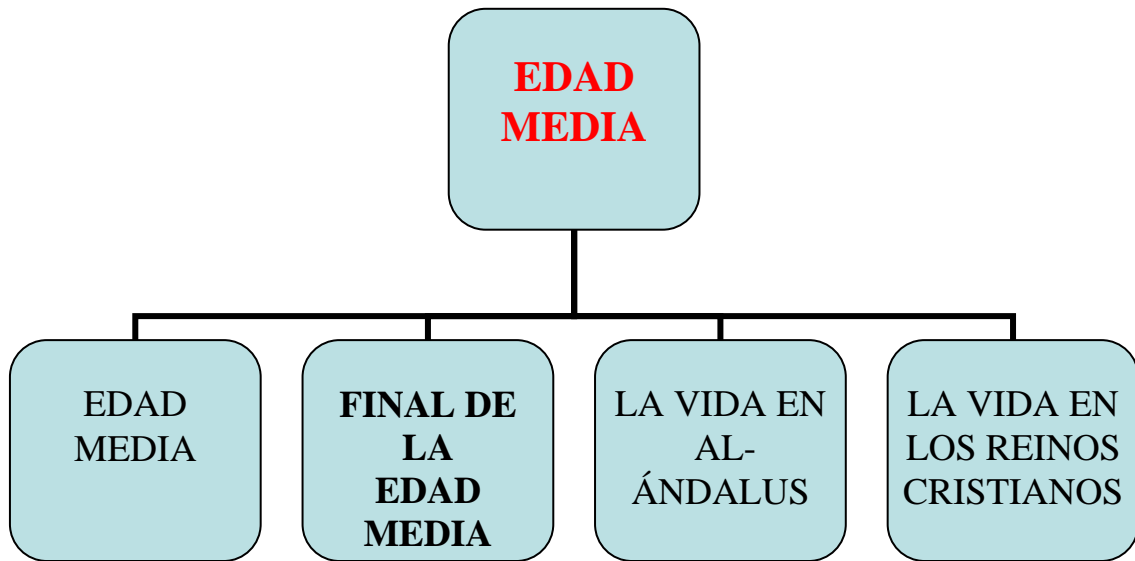 EDAD
MEDIA
EDAD
MEDIA
FINAL DE
LA
EDAD
MEDIA
LA VIDA EN
AL-
ÁNDALUS
LA VIDA EN
LOS REINOS
CRISTIANOS